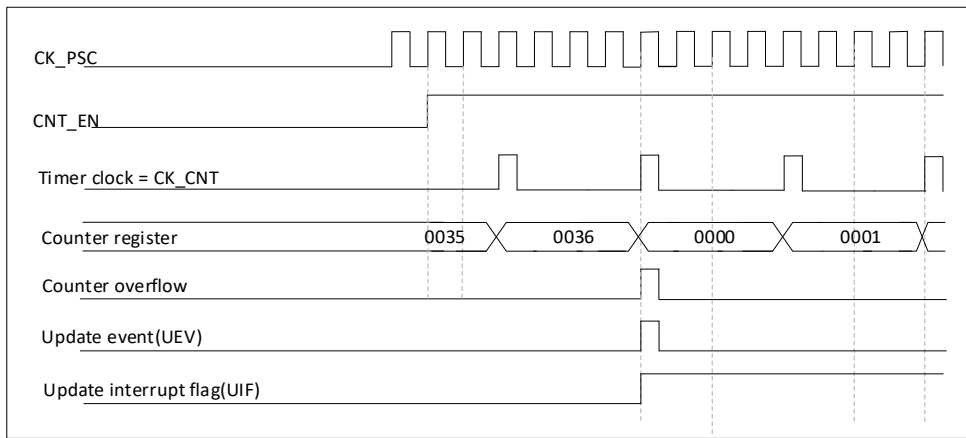 CK_PSC
CNT_EN
Timer clock = CK_CNT
Counter register 0035 0036 0000 0001
Counter overflow
Update event(UEV)
Update interrupt flag(UIF)